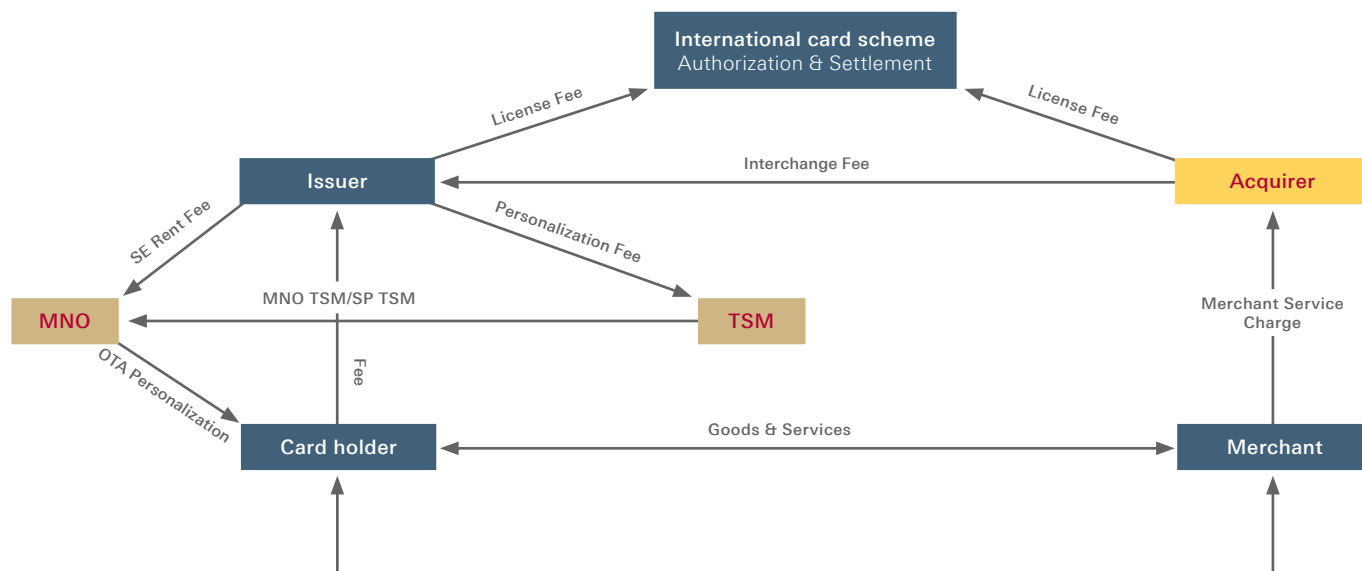 International card scheme
Authorization & Settlement
License Fee
License Fee
Issuer
Interchange Fee
Acquirer
SE Rent Fee
Personalization Fee
MNO TSM/SP TSM
MNO
TSM
Merchant Service
Charge
OTA Personalization
Fee
Card holder
Goods & Services
Merchant